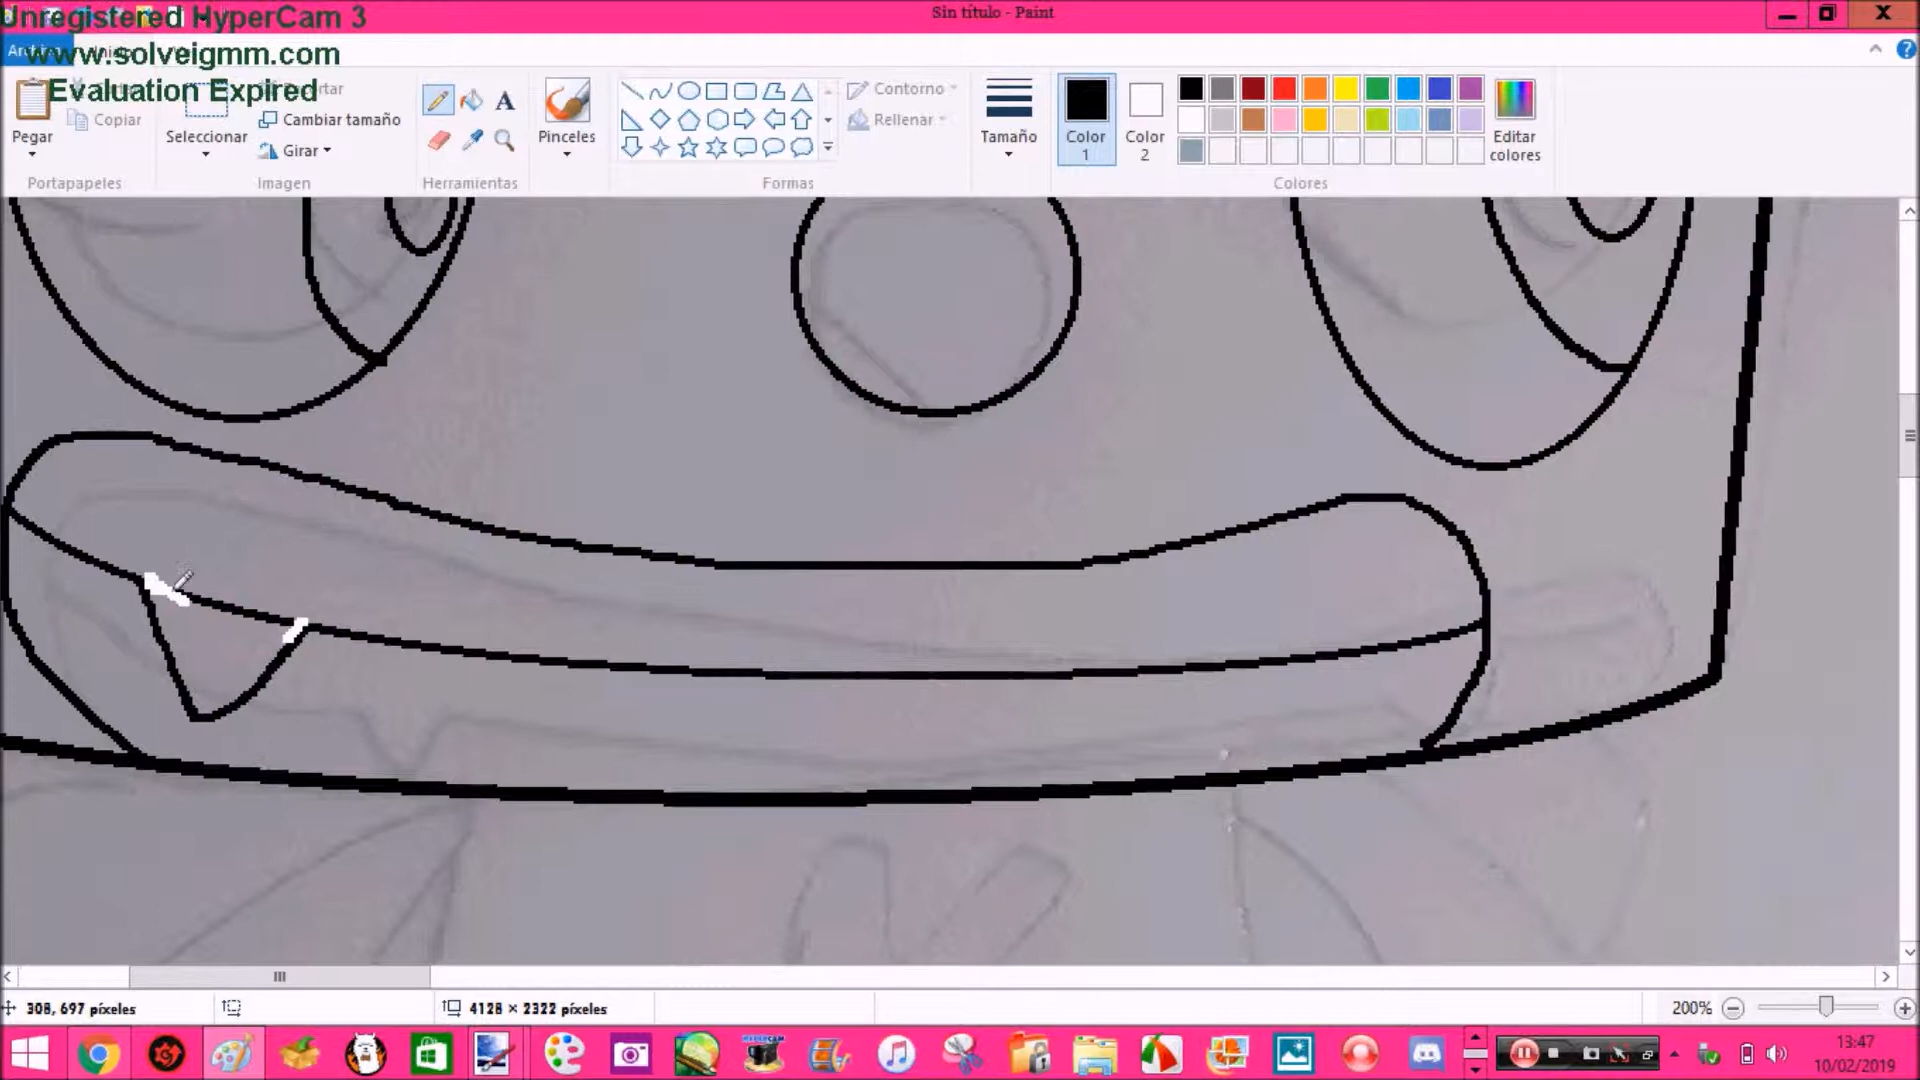 Unregistered HyperCam 3
www.solveigmm.com
Evaluation Expired
Sin título - Paint
Pegar
Copiar
Portapapeles
Seleccionar
Cambiar tamaño
Girar
Imagen
Herramientas
Pinceles
Formas
Contorno
Rellenar
Tamaño
Color
1
Color
2
Editar
colores
Colores
308, 697 píxeles
4128 × 2322 píxeles
200%
13:47
10/02/2019